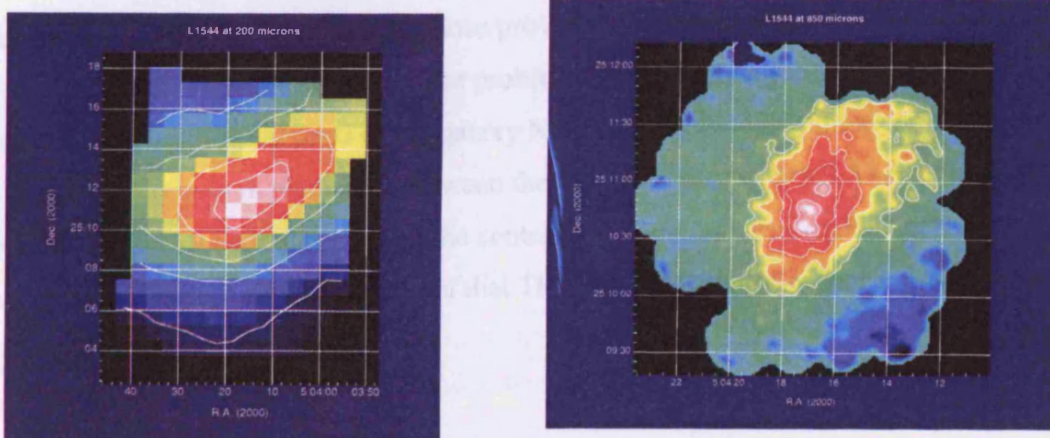 L1544 at 200 microns
18
16
14
12
25 10
08
06
04
Dec. (2000)
40 30 20 10 5 04:00 03 50
R.A. (2000)
L1544 at 850 microns
25:12:00
11:30
25:11:00
10:30
25:10:00
09:30
Dec. (2000)
22 5:04:20 18 16 14 12
R.A. (2000)